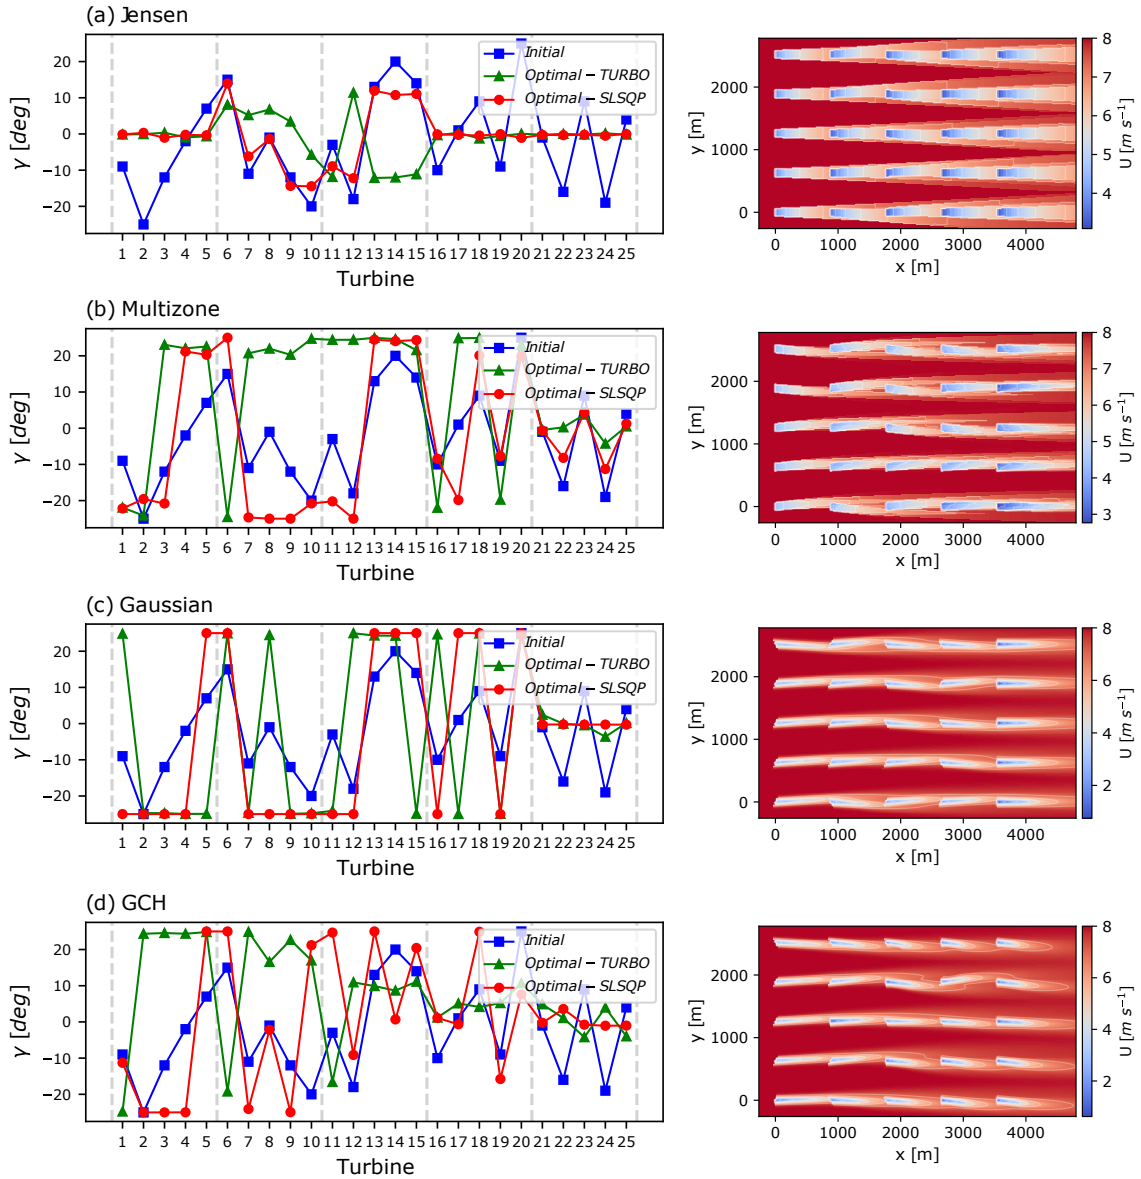 (a) Jensen
γ [deg]
20
10
0
−10
−20
Initial
Optimal − TURBO
Optimal − SLSQP
1 2 3 4 5 6 7 8 9 10 11 12 13 14 15 16 17 18 19 20 21 22 23 24 25
Turbine
y [m]
2000
1000
0
0 1000 2000 3000 4000
x [m]
8
7
6
5
4
U [m s⁻¹]
(b) Multizone
γ [deg]
20
10
0
−10
−20
Initial
Optimal − TURBO
Optimal − SLSQP
1 2 3 4 5 6 7 8 9 10 11 12 13 14 15 16 17 18 19 20 21 22 23 24 25
Turbine
y [m]
2000
1000
0
0 1000 2000 3000 4000
x [m]
8
7
6
5
4
3
U [m s⁻¹]
(c) Gaussian
γ [deg]
20
10
0
−10
−20
Initial
Optimal − TURBO
Optimal − SLSQP
1 2 3 4 5 6 7 8 9 10 11 12 13 14 15 16 17 18 19 20 21 22 23 24 25
Turbine
y [m]
2000
1000
0
0 1000 2000 3000 4000
x [m]
8
6
4
2
U [m s⁻¹]
(d) GCH
γ [deg]
20
10
0
−10
−20
Initial
Optimal − TURBO
Optimal − SLSQP
1 2 3 4 5 6 7 8 9 10 11 12 13 14 15 16 17 18 19 20 21 22 23 24 25
Turbine
y [m]
2000
1000
0
0 1000 2000 3000 4000
x [m]
8
6
4
2
U [m s⁻¹]